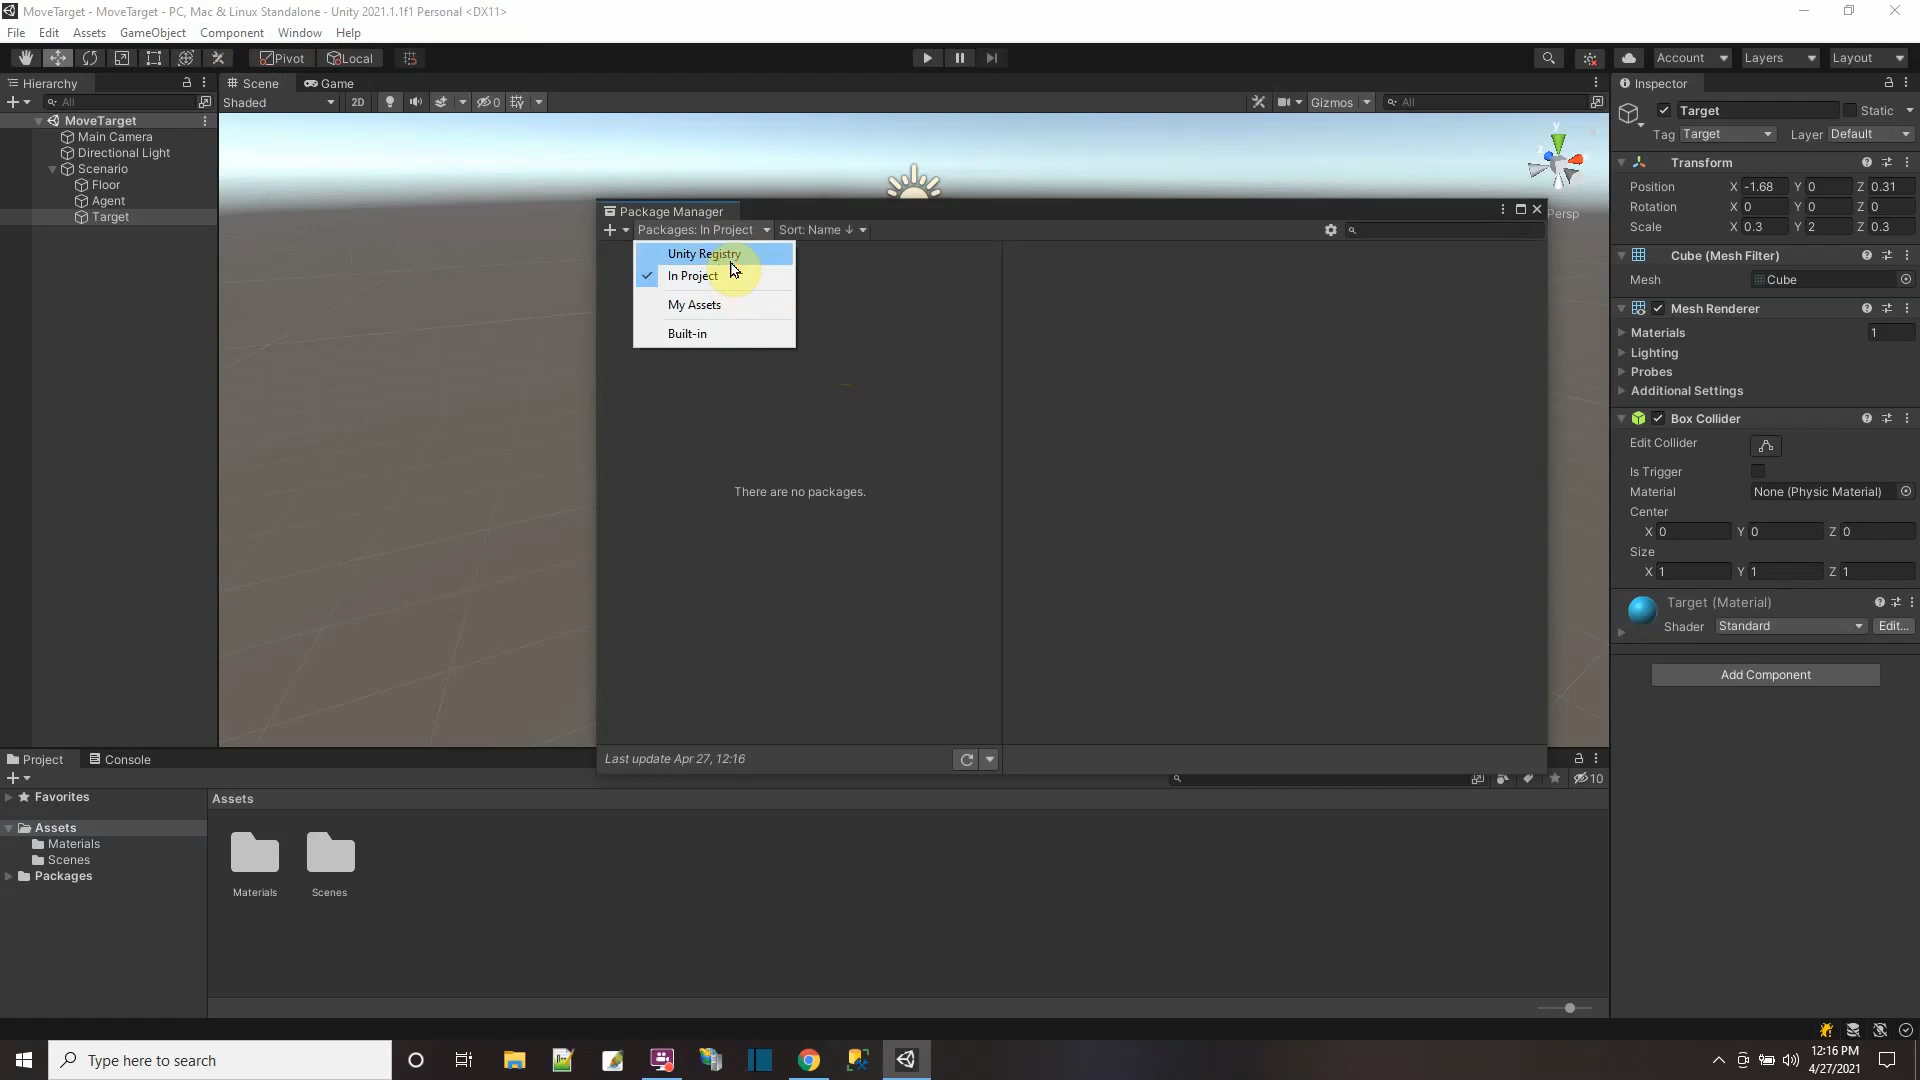 MoveTarget - MoveTarget - PC, Mac & Linux Standalone - Unity 2021.1.1f1 Personal <DX11>
File Edit Assets GameObject Component Window Help
Pivot Local Account Layers Layout
Hierarchy Scene Game Inspector
All Shaded 2D 0 Gizmos All
MoveTarget
Main Camera
Directional Light
Scenario
Floor
Agent
Target
y
Persp
Package Manager
Packages: In Project Sort: Name ↓
Unity Registry
In Project
My Assets
Built-in
There are no packages.
Last update Apr 27, 12:16
Target Static
Tag Target Layer Default
Transform
Position X -1.68 Y 0 Z 0.31
Rotation X 0 Y 0 Z 0
Scale X 0.3 Y 2 Z 0.3
Cube (Mesh Filter)
Mesh Cube
Mesh Renderer
Materials 1
Lighting
Probes
Additional Settings
Box Collider
Edit Collider
Is Trigger
Material None (Physic Material)
Center
X 0 Y 0 Z 0
Size
X 1 Y 1 Z 1
Target (Material)
Shader Standard Edit...
Add Component
Project Console
10
Favorites
Assets
Materials
Scenes
Packages
Assets
Materials Scenes
Type here to search
12:16 PM
4/27/2021